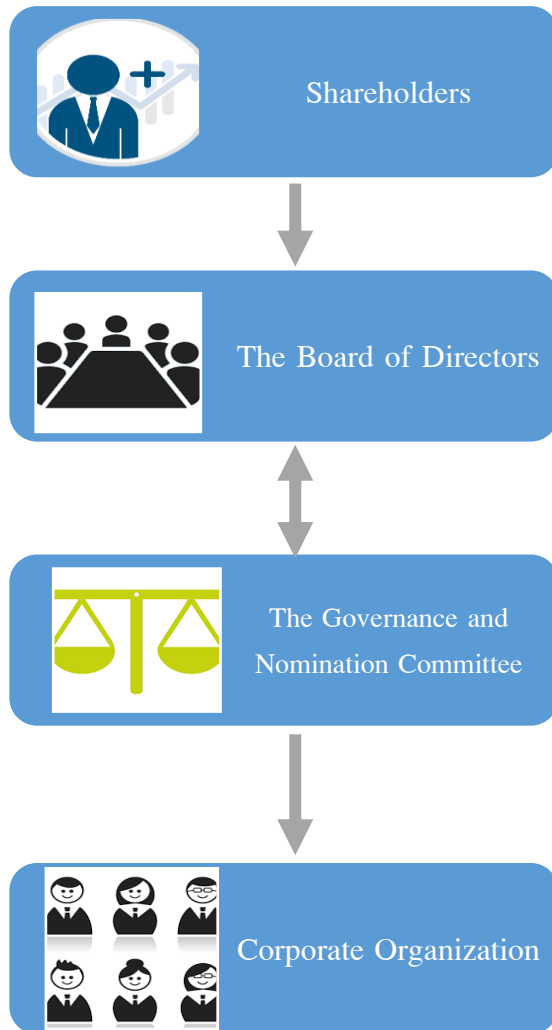 Shareholders
The Board of Directors
The Governance and
Nomination Committee
Corporate Organization